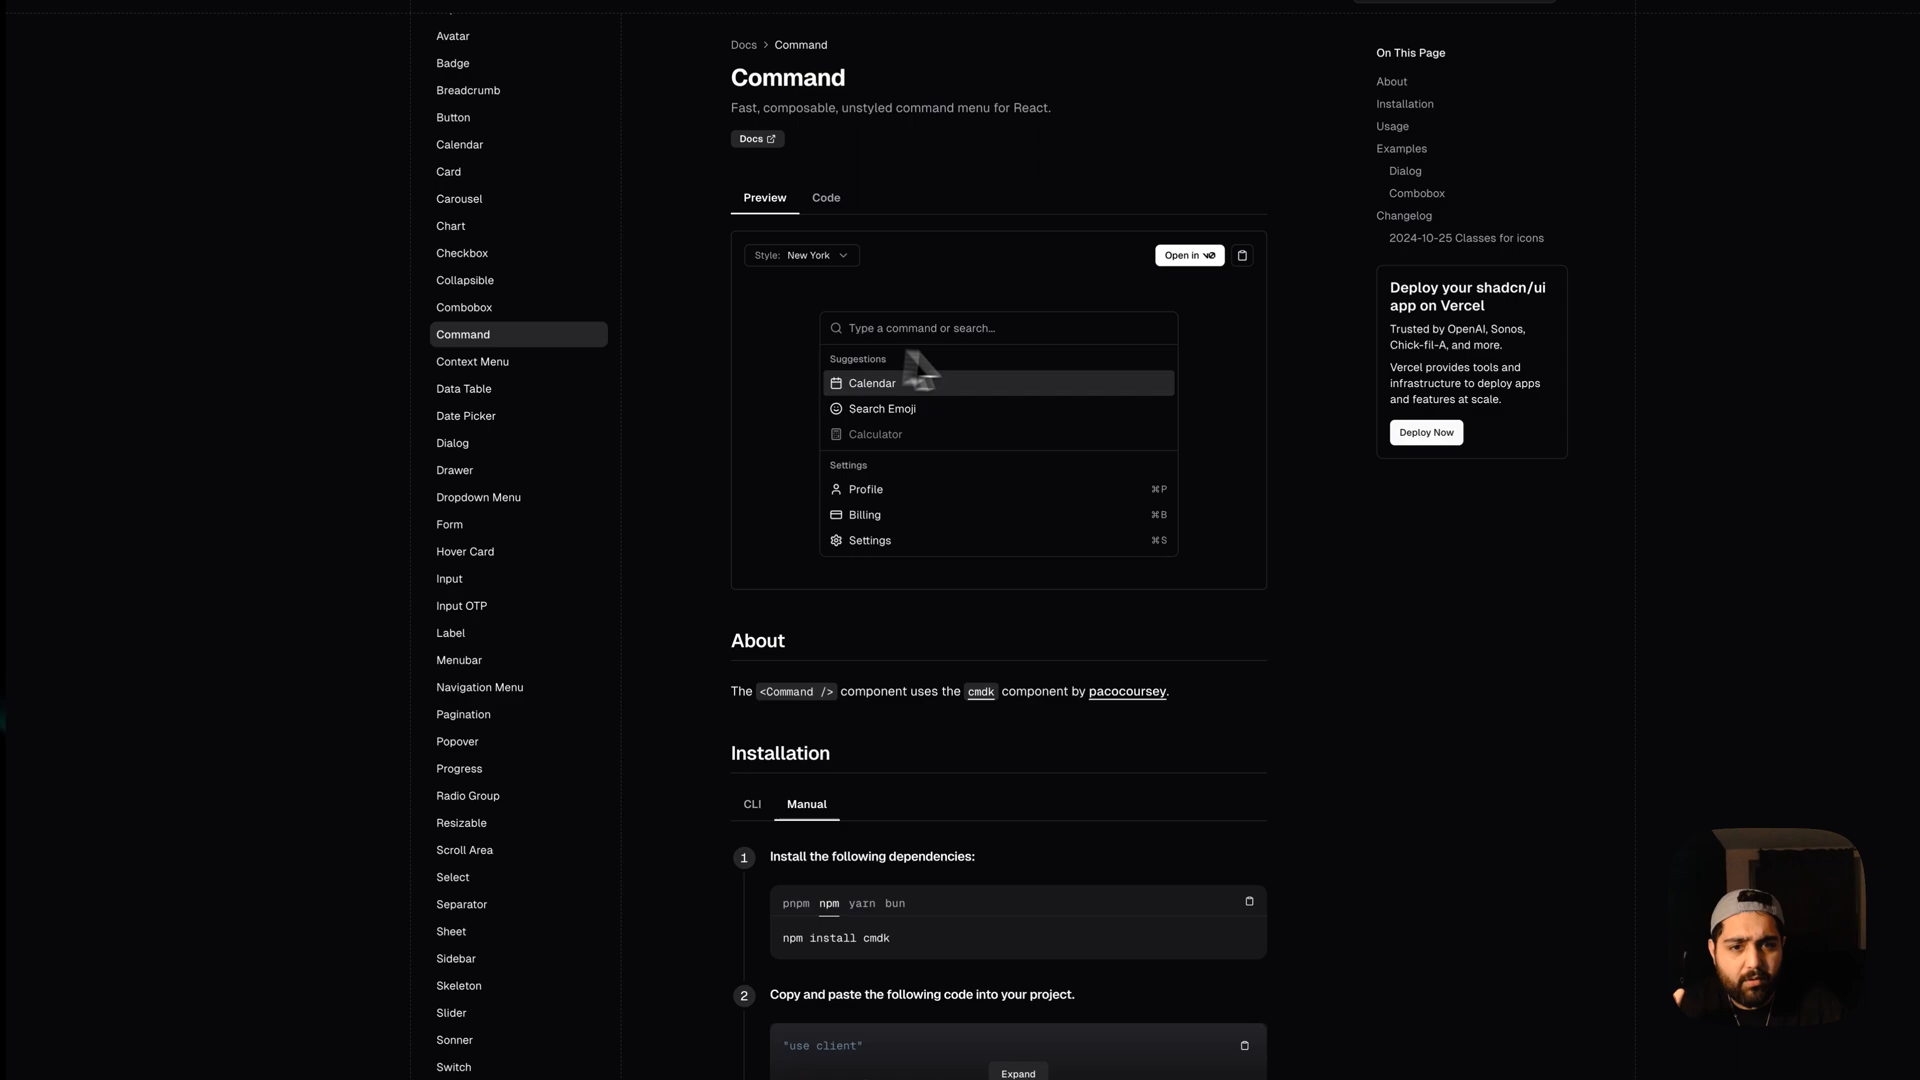 Avatar
Badge
Breadcrumb
Button
Calendar
Card
Carousel
Chart
Checkbox
Collapsible
Combobox
Command
Context Menu
Data Table
Date Picker
Dialog
Drawer
Dropdown Menu
Form
Hover Card
Input
Input OTP
Label
Menubar
Navigation Menu
Pagination
Popover
Progress
Radio Group
Resizable
Scroll Area
Select
Separator
Sheet
Sidebar
Skeleton
Slider
Sonner
Switch
Docs > Command
Command
Fast, composable, unstyled command menu for React.
Docs
Preview Code
Style: New York
Open in v0
Type a command or search...
Suggestions
Calendar
Search Emoji
Calculator
Settings
Profile ⌘P
Billing ⌘B
Settings ⌘S
About
The <Command /> component uses the cmdk component by pacocoursey.
Installation
CLI Manual
1 Install the following dependencies:
pnpm npm yarn bun
npm install cmdk
2 Copy and paste the following code into your project.
"use client"
Expand
On This Page
About
Installation
Usage
Examples
Dialog
Combobox
Changelog
2024-10-25 Classes for icons
Deploy your shadcn/ui
app on Vercel
Trusted by OpenAI, Sonos,
Chick-fil-A, and more.
Vercel provides tools and
infrastructure to deploy apps
and features at scale.
Deploy Now